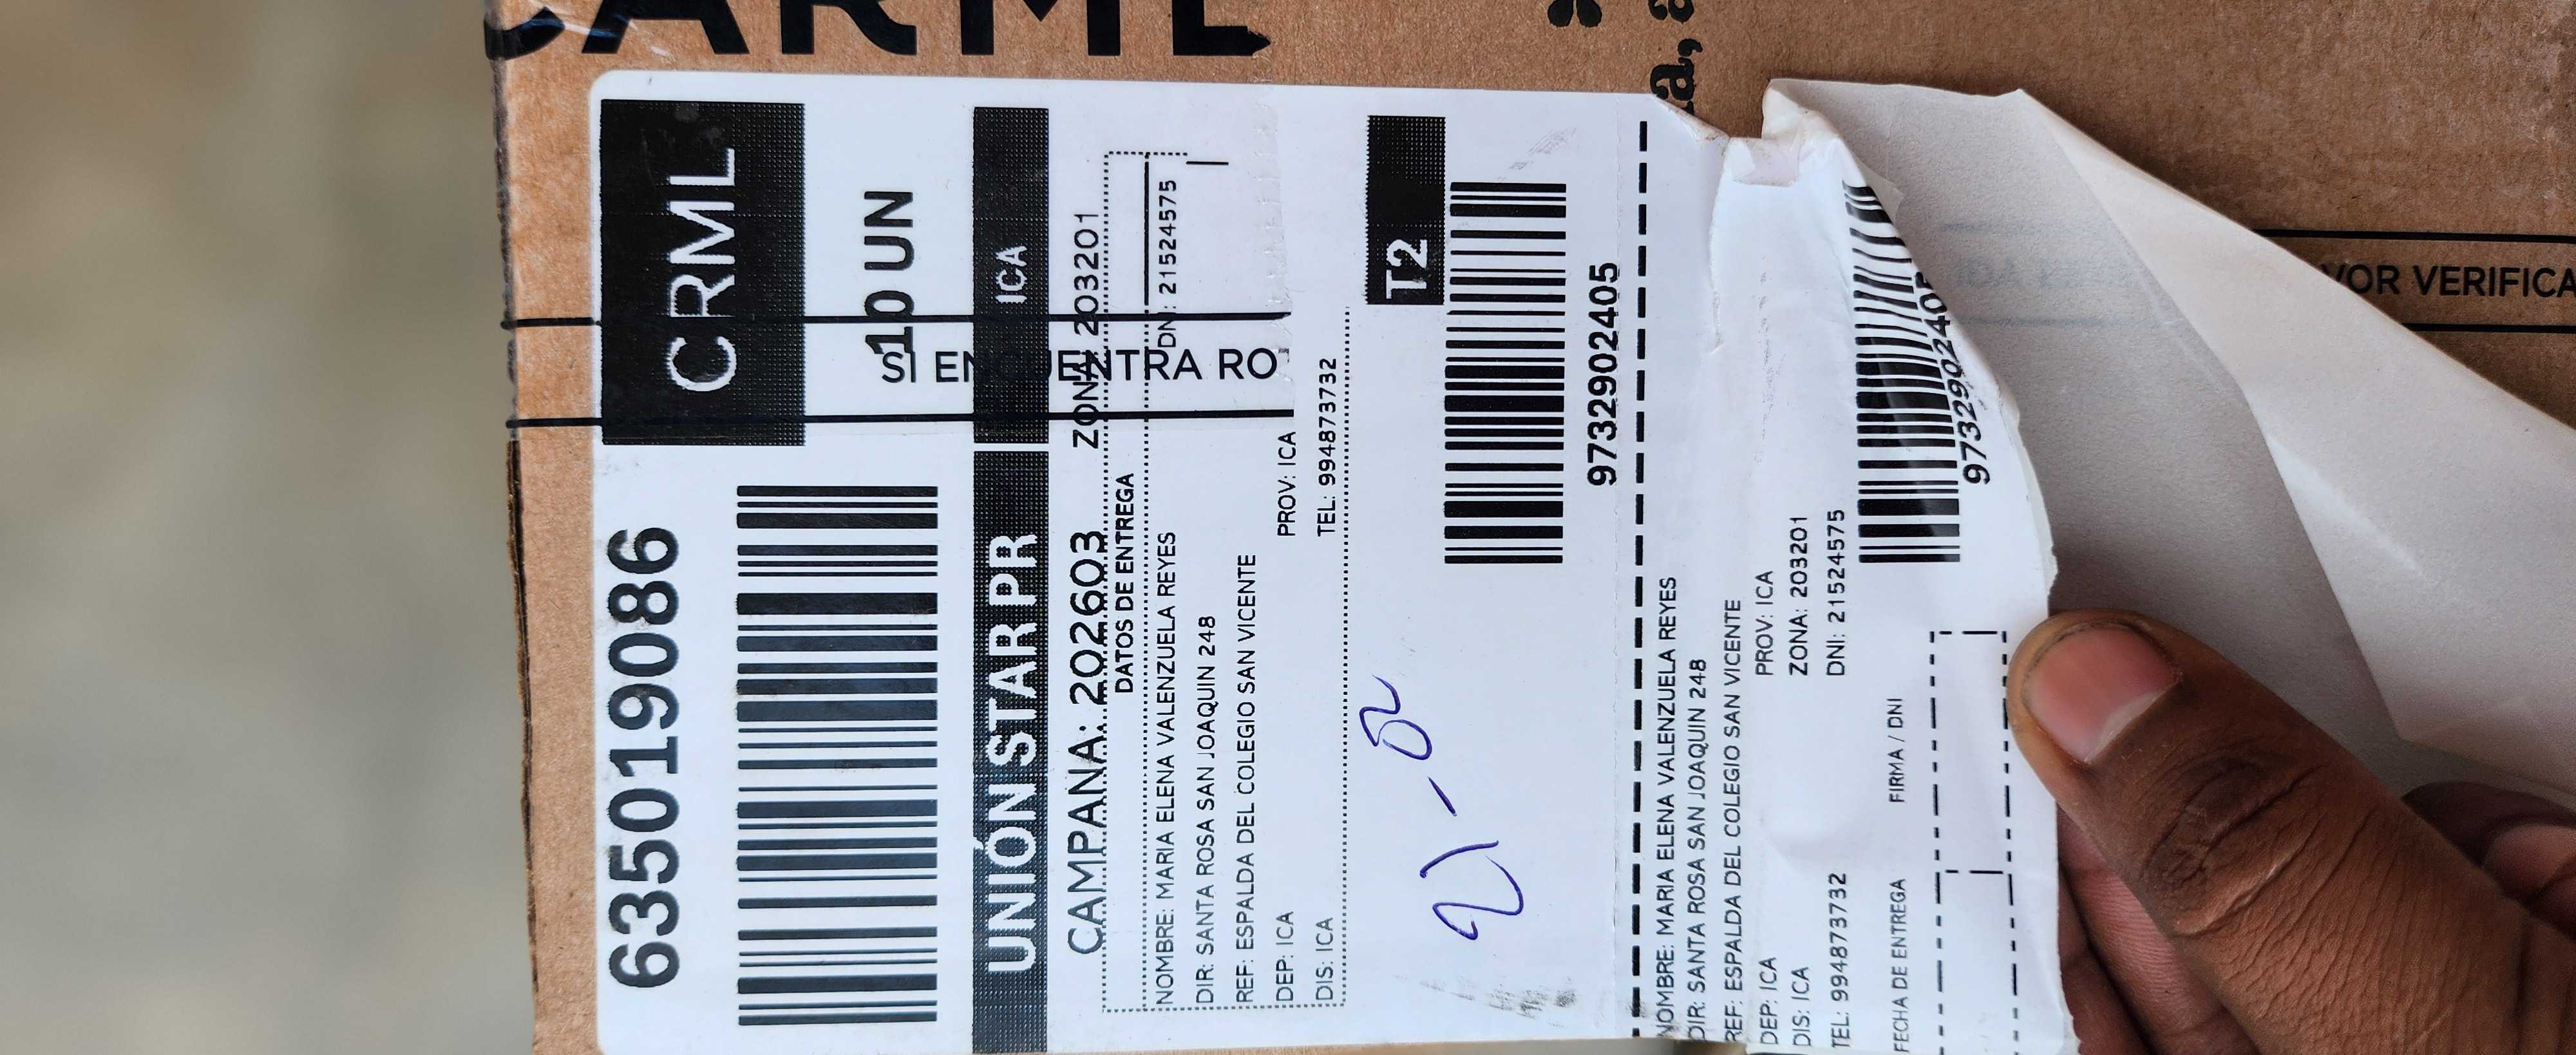 CARML
a, a
635019086
CRML
10 UN
UNIÓN STAR PR
ICA
CAMPAÑA: 202603
ZONA: 203201
SI ENCUENTRA RO
DATOS DE ENTREGA
NOMBRE: MARIA ELENA VALENZUELA REYES
DNI: 21524575
DIR: SANTA ROSA SAN JOAQUIN 248
REF: ESPALDA DEL COLEGIO SAN VICENTE
DEP: ICA
PROV: ICA
DIS: ICA
TEL: 994873732
T2
9732902405
21-02
NOMBRE: MARIA ELENA VALENZUELA REYES
DIR: SANTA ROSA SAN JOAQUIN 248
REF: ESPALDA DEL COLEGIO SAN VICENTE
DEP: ICA
PROV: ICA
DIS: ICA
ZONA: 203201
TEL: 994873732
DNI: 21524575
9732902405
FECHA DE ENTREGA
FIRMA / DNI
VOR VERIFICA